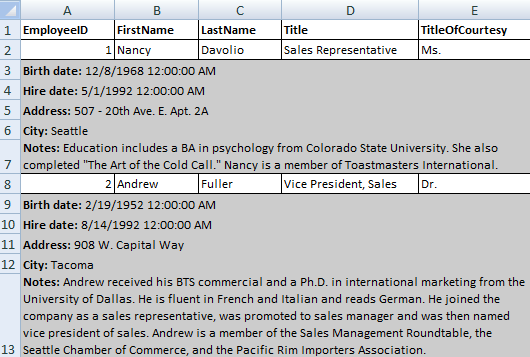 A B C D E
1 EmployeeID FirstName LastName Title TitleOfCourtesy
2 1 Nancy Davolio Sales Representative Ms.
3 Birth date: 12/8/1968 12:00:00 AM
4 Hire date: 5/1/1992 12:00:00 AM
5 Address: 507 - 20th Ave. E. Apt. 2A
6 City: Seattle
Notes: Education includes a BA in psychology from Colorado State University. She also
7 completed "The Art of the Cold Call." Nancy is a member of Toastmasters International.
8 2 Andrew Fuller Vice President, Sales Dr.
9 Birth date: 2/19/1952 12:00:00 AM
10 Hire date: 8/14/1992 12:00:00 AM
11 Address: 908 W. Capital Way
12 City: Tacoma
Notes: Andrew received his BTS commercial and a Ph.D. in international marketing from the
University of Dallas. He is fluent in French and Italian and reads German. He joined the
company as a sales representative, was promoted to sales manager and was then named
vice president of sales. Andrew is a member of the Sales Management Roundtable, the
13 Seattle Chamber of Commerce, and the Pacific Rim Importers Association.